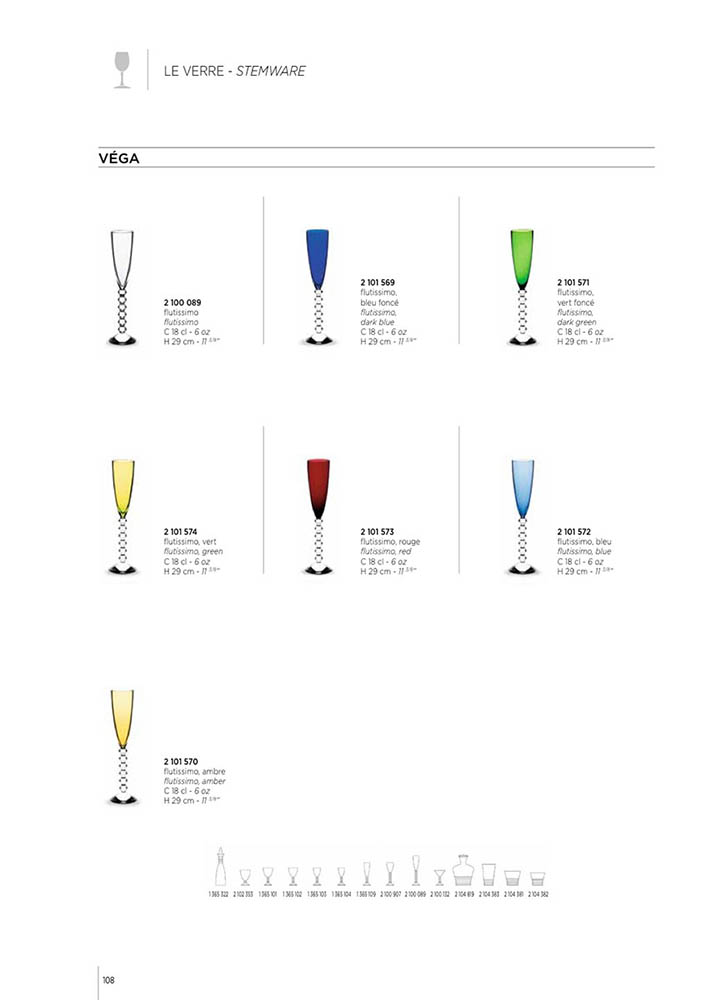 LE VERRE - STEMWARE
VÉGA
2 100 089
flutissimo
flutissimo
C 18 cl - 6 oz
H 29 cm - 11 3/8"
2 101 569
flutissimo,
bleu foncé
flutissimo,
dark blue
C 18 cl - 6 oz
H 29 cm - 11 3/8"
2 101 571
flutissimo,
vert foncé
flutissimo,
dark green
C 18 cl - 6 oz
H 29 cm - 11 3/8"
2 101 574
flutissimo, vert
flutissimo, green
C 18 cl - 6 oz
H 29 cm - 11 3/8"
2 101 573
flutissimo, rouge
flutissimo, red
C 18 cl - 6 oz
H 29 cm - 11 3/8"
2 101 572
flutissimo, bleu
flutissimo, blue
C 18 cl - 6 oz
H 29 cm - 11 3/8"
2 101 570
flutissimo, ambre
flutissimo, amber
C 18 cl - 6 oz
H 29 cm - 11 3/8"
1 365 322 2 102 353 1 365 101 1 365 102 1 365 103 1 365 104 1 365 109 2 100 907 2 100 089 2 100 132 2 104 819 2 104 383 2 104 381 2 104 382
108